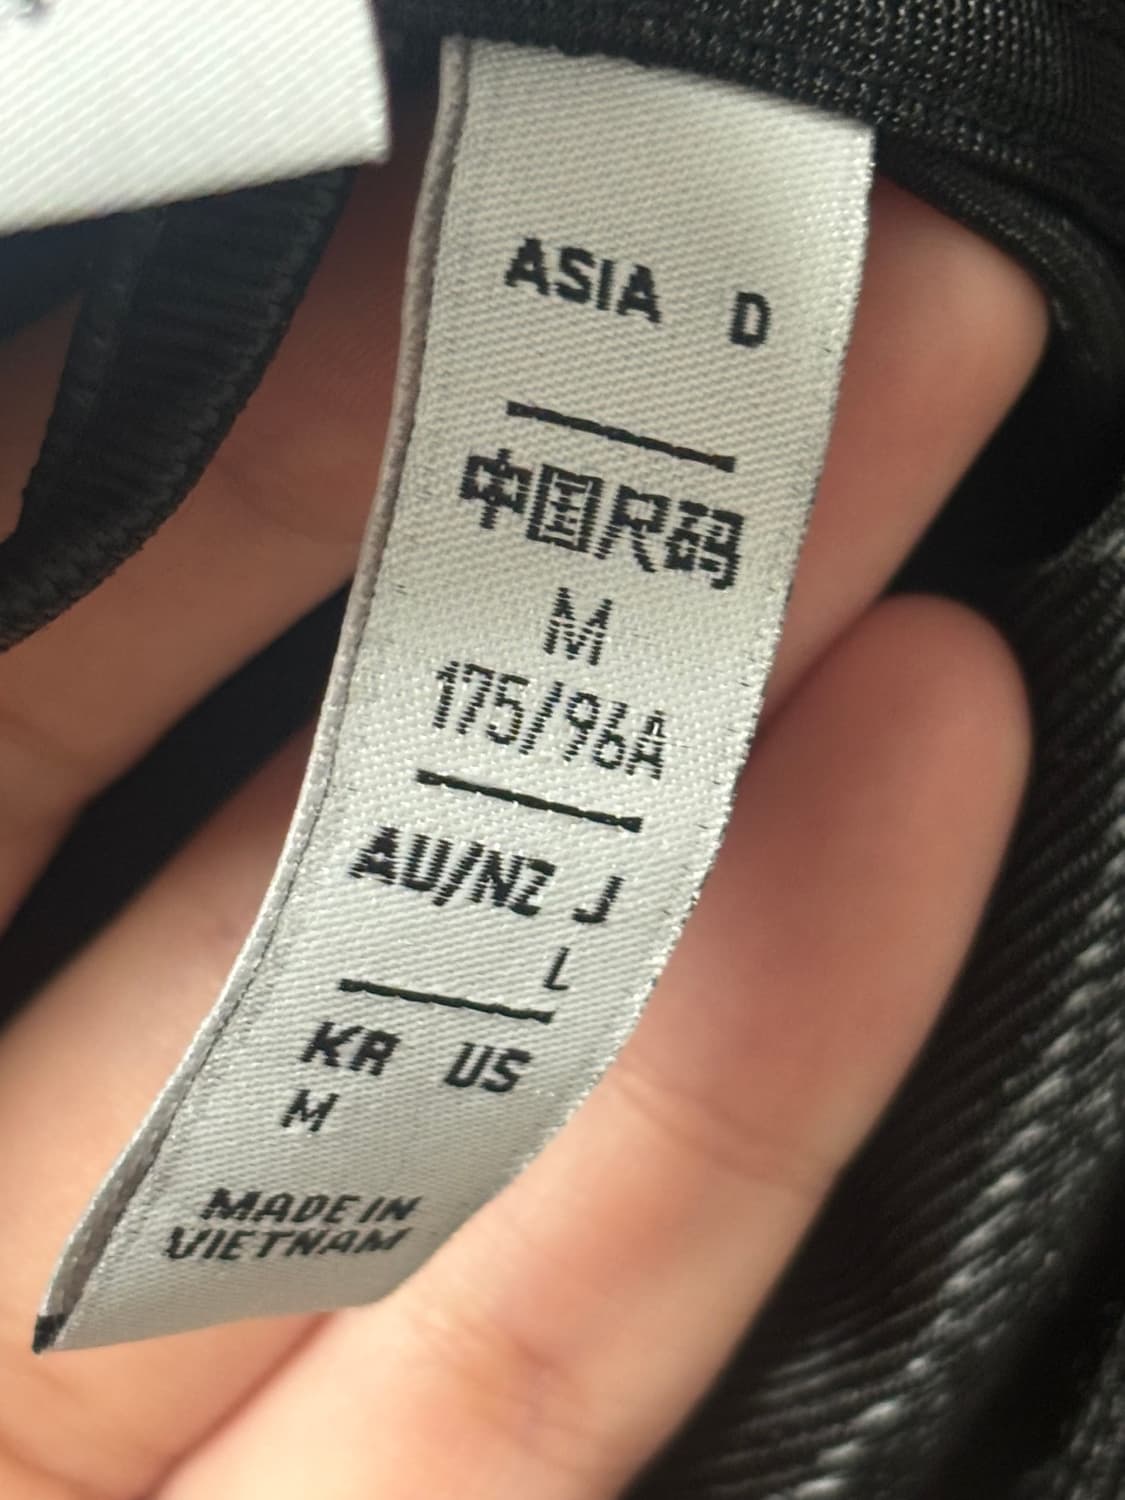 ASIA D
中国尺码
M
175/96A
AU/NZ J
L
KR US
M
MADE IN
VIETNAM